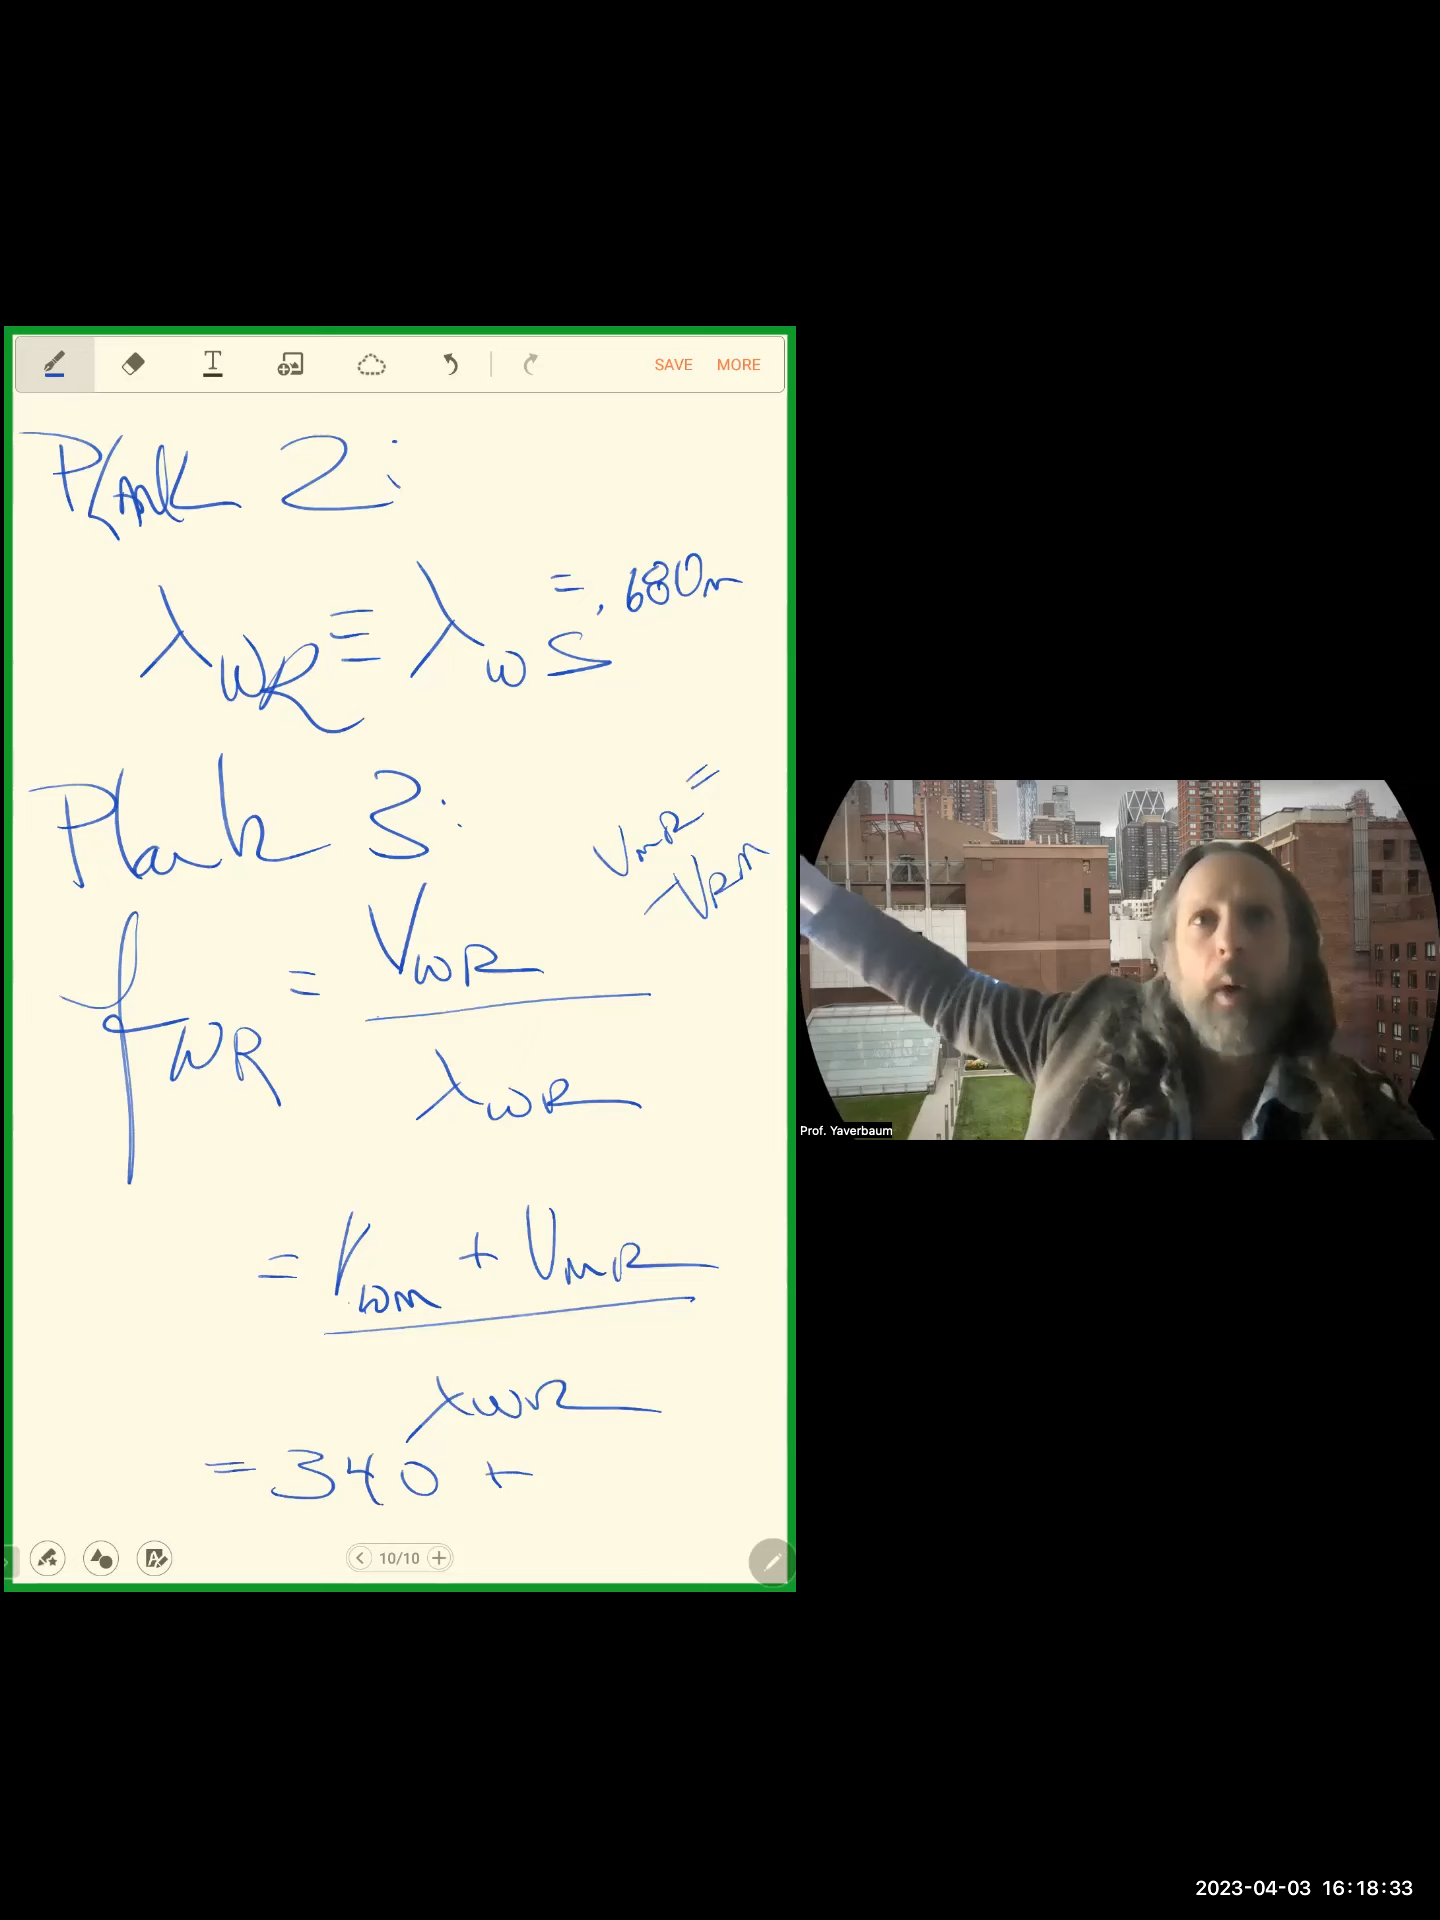 SAVE MORE
Plank 2:
= .680m
λWR ≡ λWS
Plank 3:
VMR =
-VRM
fWR = VWR
λWR
= VWM + VMR
λWR
= 340 +
10/10
Prof. Yaverbaum
2023-04-03 16:18:33